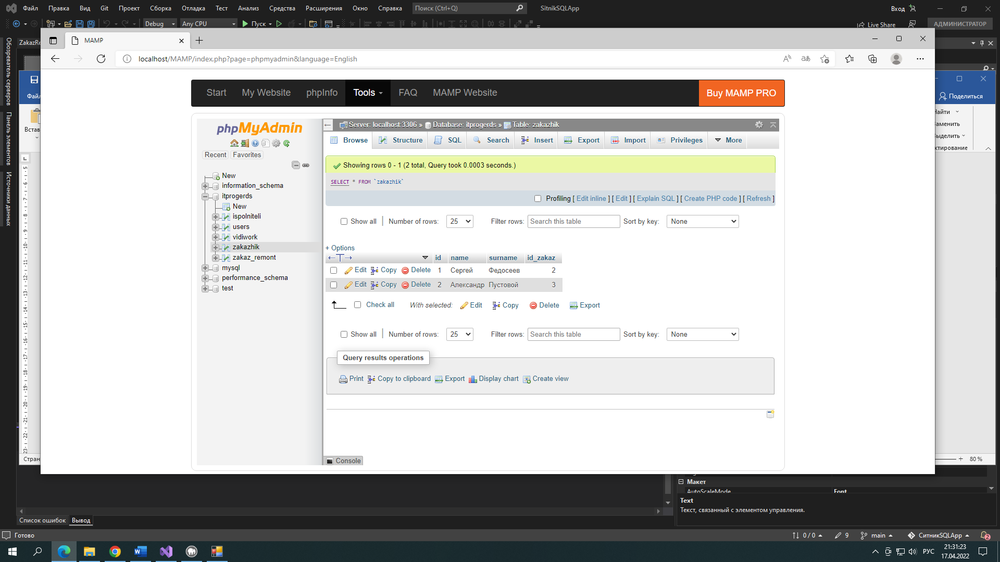 Файл Правка Вид Git Проект Сборка Отладка Тест Анализ Средства Расширения Окно Справка Поиск (Ctrl+Q) SitnikSQLApp Вход
Debug Any CPU Пуск Live Share АДМИНИСТРАТОР
MAMP
localhost/MAMP/index.php?page=phpmyadmin&language=English
Обозреватель серверов
Панель элементов
Источники данных
ZakazRe
Файл
Встав
Поделиться
Найти
Заменить
Выделить
Start My Website phpInfo Tools FAQ MAMP Website Buy MAMP PRO
phpMyAdmin
Recent Favorites
New
information_schema
itprogerds
New
ispolniteli
users
vidiwork
zakazhik
zakaz_remont
mysql
performance_schema
test
Server: localhost:3306 » Database: itprogerds » Table: zakazhik
Browse Structure SQL Search Insert Export Import Privileges More
Showing rows 0 - 1 (2 total, Query took 0.0003 seconds.)
SELECT * FROM `zakazhik`
Profiling [ Edit inline ] [ Edit ] [ Explain SQL ] [ Create PHP code ] [ Refresh ]
Show all Number of rows: 25 Filter rows: Search this table Sort by key: None
+ Options
id name surname id_zakaz
Edit Copy Delete 1 Сергей Федосеев 2
Edit Copy Delete 2 Александр Пустовой 3
Check all With selected: Edit Copy Delete Export
Show all Number of rows: 25 Filter rows: Search this table Sort by key: None
Query results operations
Print Copy to clipboard Export Display chart Create view
Console
Стран
80 %
Макет
AutoScaleMode Font
Text
Текст, связанный с элементом управления.
Список ошибок Вывод
Готово 0 / 0 9 main СитникSQLApp 2
РУС 21:31:23
17.04.2022